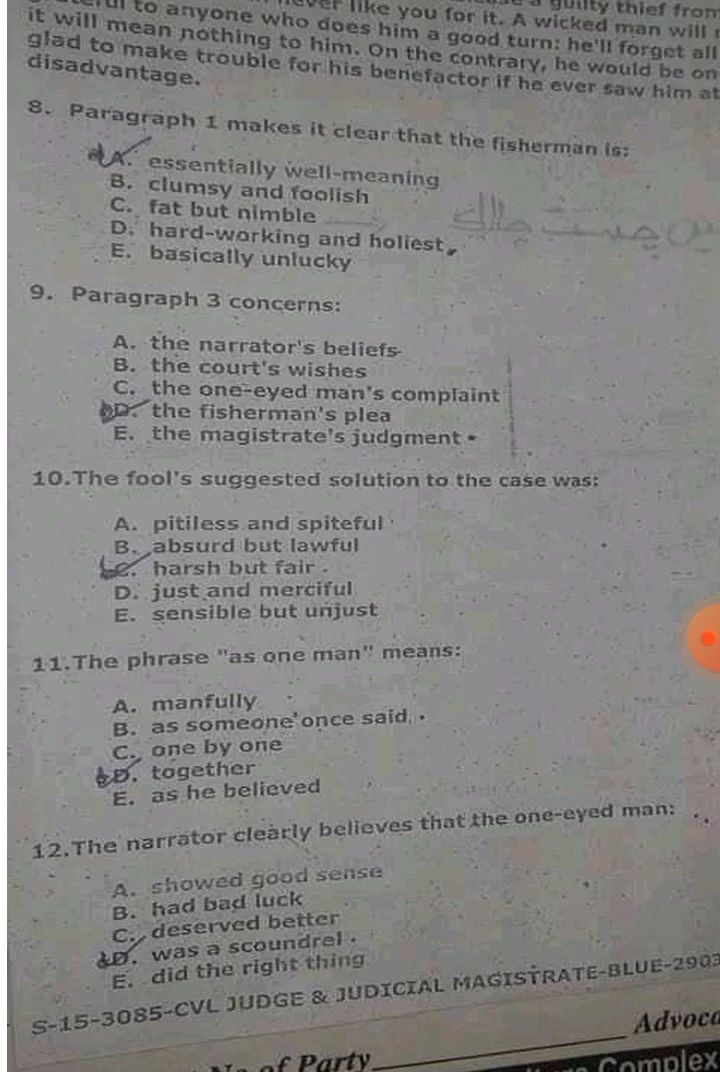 to anyone who does him a good turn: he'll forget all
like you for it. A wicked man will
guilty thief from
it will mean nothing to him. On the contrary, he would be on
glad to make trouble for his benefactor if he ever saw him at
disadvantage.
8. Paragraph 1 makes it clear that the fisherman is:
A. essentially well-meaning
B. clumsy and foolish
C. fat but nimble
D. hard-working and holiest
E. basically unlucky
9. Paragraph 3 concerns:
A. the narrator's beliefs
B. the court's wishes
C. the one-eyed man's complaint
D. the fisherman's plea
E. the magistrate's judgment
10.The fool's suggested solution to the case was:
A. pitiless and spiteful
B. absurd but lawful
C. harsh but fair
D. just and merciful
E. sensible but unjust
11.The phrase "as one man" means:
A. manfully
B. as someone once said.
C. one by one
D. together
E. as he believed
12.The narrator clearly believes that the one-eyed man:
A. showed good sense
B. had bad luck
C. deserved better
D. was a scoundrel
E. did the right thing
S-15-3085-CVL JUDGE & JUDICIAL MAGISTRATE-BLUE-2903
Advoca
No of Party
Complex